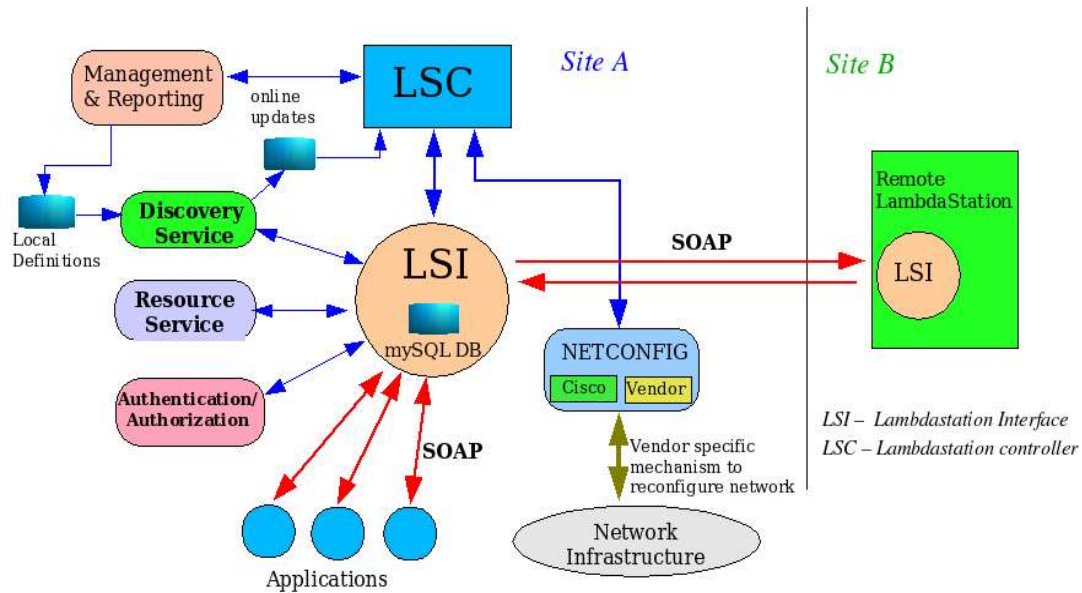 Management
& Reporting
online
updates
LSC
Site A
Site B
Local
Definitions
Discovery
Service
LSI
mySQL DB
SOAP
Remote
LambdaStation
LSI
Resource
Service
NETCONFIG
Cisco
Vendor
Authentication/
Authorization
SOAP
Vendor specific
mechanism to
reconfigure network
LSI – Lambdastation Interface
LSC – Lambdastation controller
Network
Infrastructure
Applications